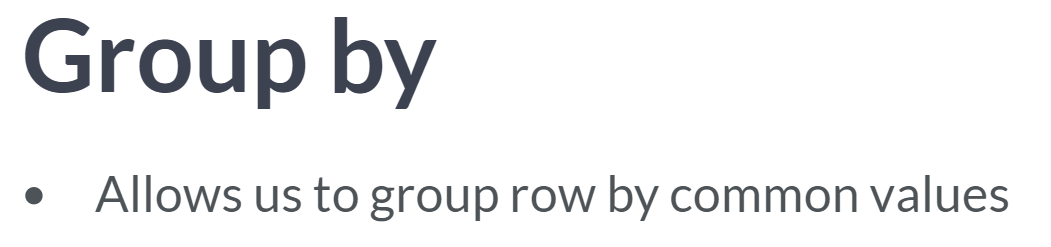 Group by
• Allows us to group row by common values